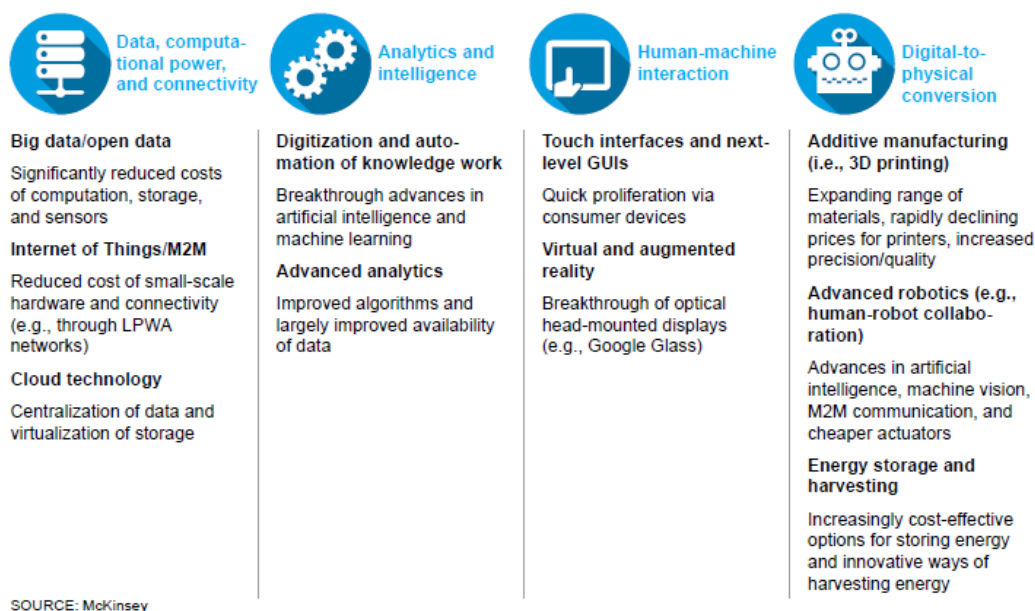 Data, computa-
tional power,
and connectivity
Big data/open data
Significantly reduced costs
of computation, storage,
and sensors
Internet of Things/M2M
Reduced cost of small-scale
hardware and connectivity
(e.g., through LPWA
networks)
Cloud technology
Centralization of data and
virtualization of storage
Analytics and
intelligence
Digitization and auto-
mation of knowledge work
Breakthrough advances in
artificial intelligence and
machine learning
Advanced analytics
Improved algorithms and
largely improved availability
of data
Human-machine
interaction
Touch interfaces and next-
level GUIs
Quick proliferation via
consumer devices
Virtual and augmented
reality
Breakthrough of optical
head-mounted displays
(e.g., Google Glass)
Digital-to-
physical
conversion
Additive manufacturing
(i.e., 3D printing)
Expanding range of
materials, rapidly declining
prices for printers, increased
precision/quality
Advanced robotics (e.g.,
human-robot collabo-
ration)
Advances in artificial
intelligence, machine vision,
M2M communication, and
cheaper actuators
Energy storage and
harvesting
Increasingly cost-effective
options for storing energy
and innovative ways of
harvesting energy
SOURCE: McKinsey